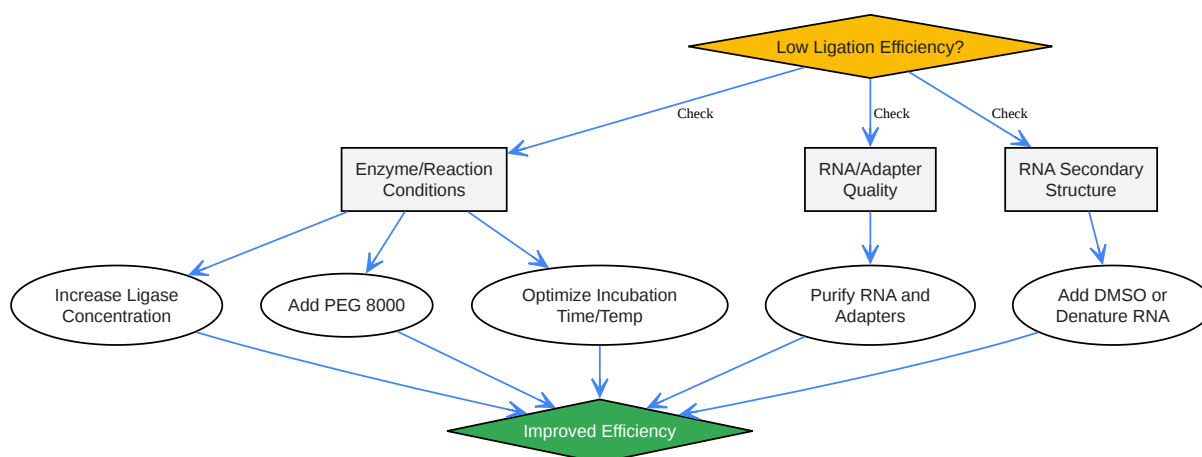 Low Ligation Efficiency?
Check
Check
Check
Enzyme/Reaction
Conditions
RNA/Adapter
Quality
RNA Secondary
Structure
Increase Ligase
Concentration
Add PEG 8000
Optimize Incubation
Time/Temp
Purify RNA and
Adapters
Add DMSO or
Denature RNA
Improved Efficiency